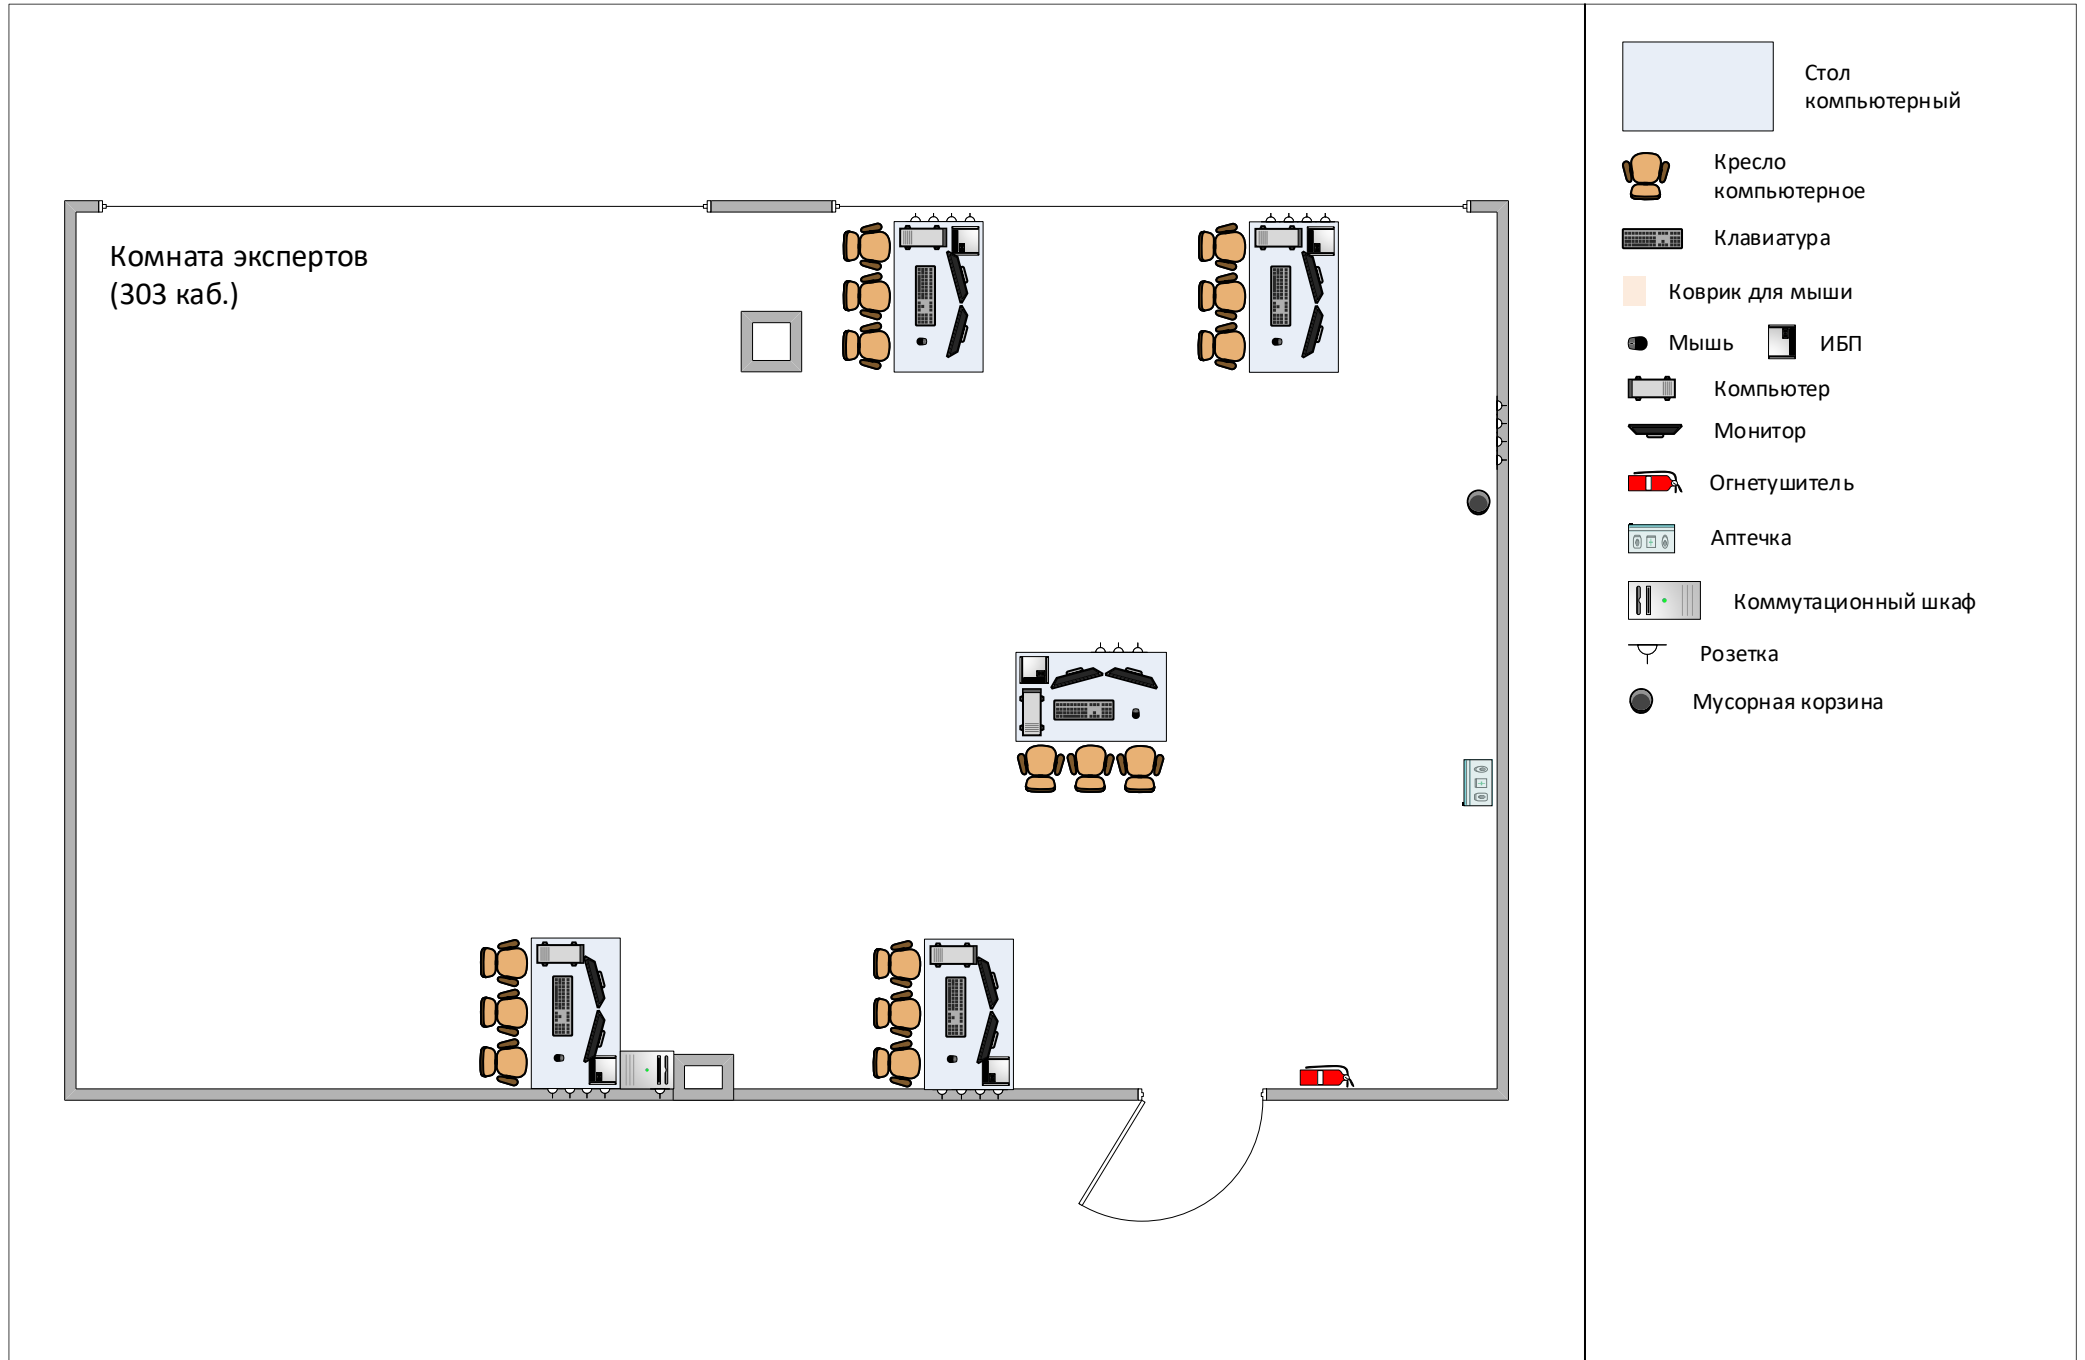 Комната экспертов
(303 каб.)
Стол
компьютерный
Кресло
компьютерное
Клавиатура
Коврик для мыши
Мышь
ИБП
Компьютер
Монитор
Огнетушитель
Аптечка
Коммутационный шкаф
Розетка
Мусорная корзина